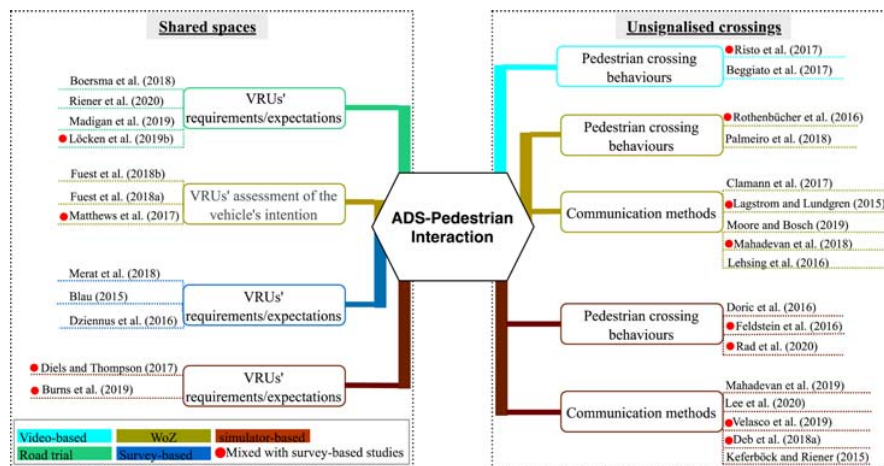 Shared spaces
Boersma et al. (2018)
Riener et al. (2020)
Madigan et al. (2019)
Löcken et al. (2019b)
VRUs'
requirements/expectations
Fuest et al. (2018b)
Fuest et al. (2018a)
Matthews et al. (2017)
VRUs' assessment of the
vehicle's intention
Merat et al. (2018)
Blau (2015)
Dziennus et al. (2016)
VRUs'
requirements/expectations
Diels and Thompson (2017)
Burns et al. (2019)
VRUs'
requirements/expectations
Video-based
WoZ
simulator-based
Road trial
Survey-based
Mixed with survey-based studies
ADS-Pedestrian
Interaction
Unsignalised crossings
Pedestrian crossing
behaviours
Risto et al. (2017)
Beggiato et al. (2017)
Pedestrian crossing
behaviours
Rothenbücher et al. (2016)
Palmeiro et al. (2018)
Communication methods
Clamann et al. (2017)
Lagstrom and Lundgren (2015)
Moore and Bosch (2019)
Mahadevan et al. (2018)
Lehsing et al. (2016)
Pedestrian crossing
behaviours
Doric et al. (2016)
Feldstein et al. (2016)
Rad et al. (2020)
Communication methods
Mahadevan et al. (2019)
Lee et al. (2020)
Velasco et al. (2019)
Deb et al. (2018a)
Keferböck and Riener (2015)